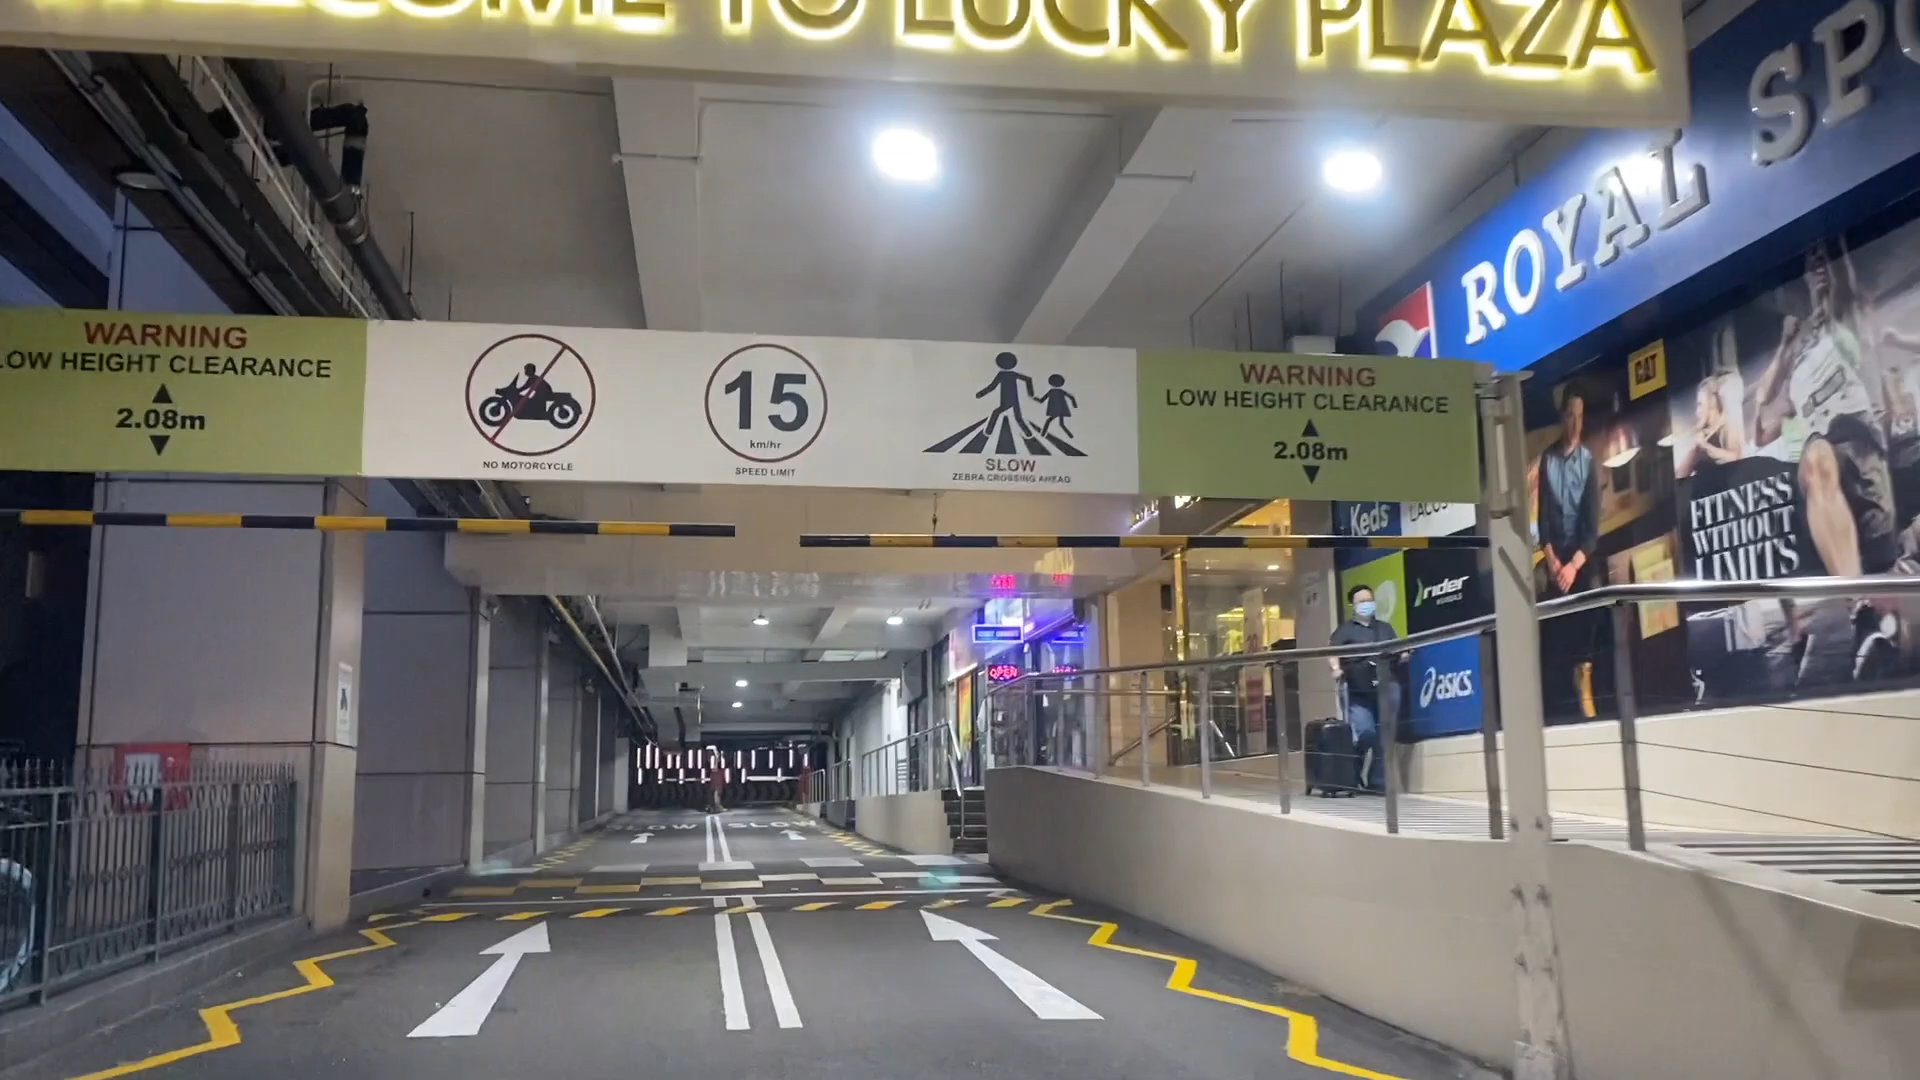 WELCOME TO LUCKY PLAZA
ROYAL SPO
WARNING
LOW HEIGHT CLEARANCE
2.08m
NO MOTORCYCLE
15
km/hr
SPEED LIMIT
SLOW
ZEBRA CROSSING AHEAD
WARNING
LOW HEIGHT CLEARANCE
2.08m
CAT
FITNESS
WITHOUT
LIMITS
Keds
LACOS
rider
asics
OPEN
SLOW SLOW